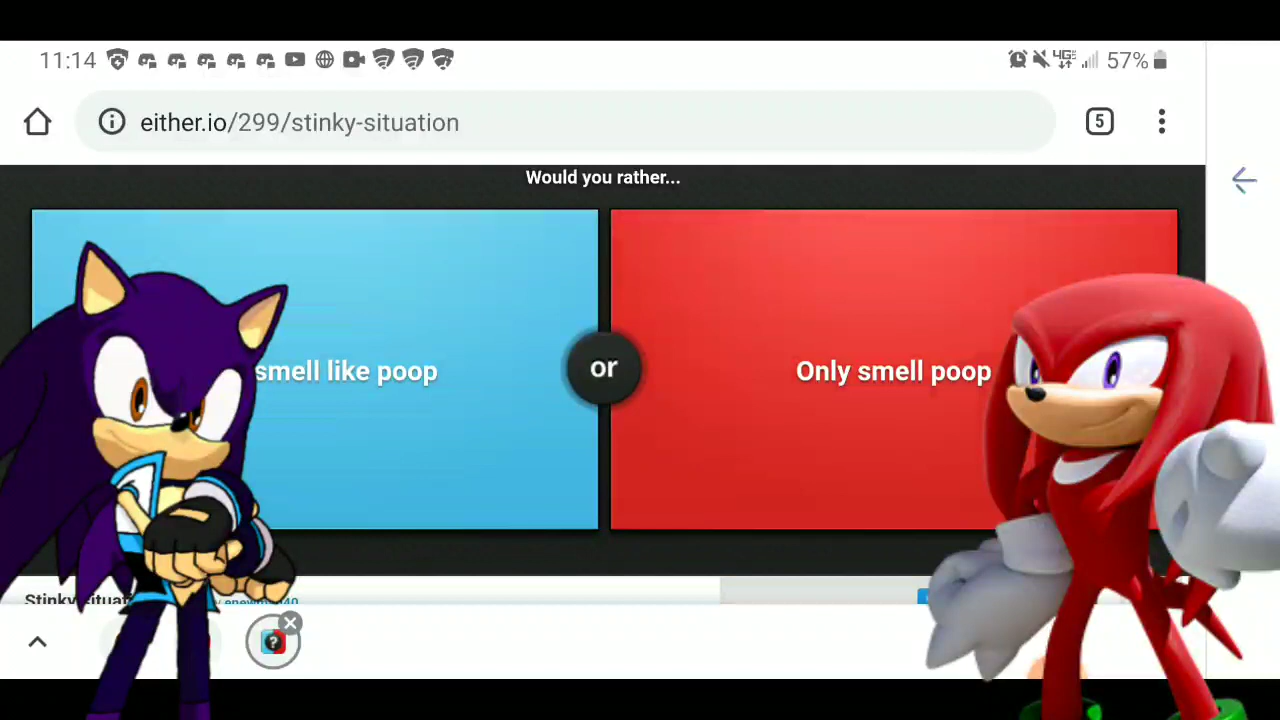 11:14
4G
57%
either.io/299/stinky-situation
5
Would you rather...
smell like poop
or
Only smell poop
?